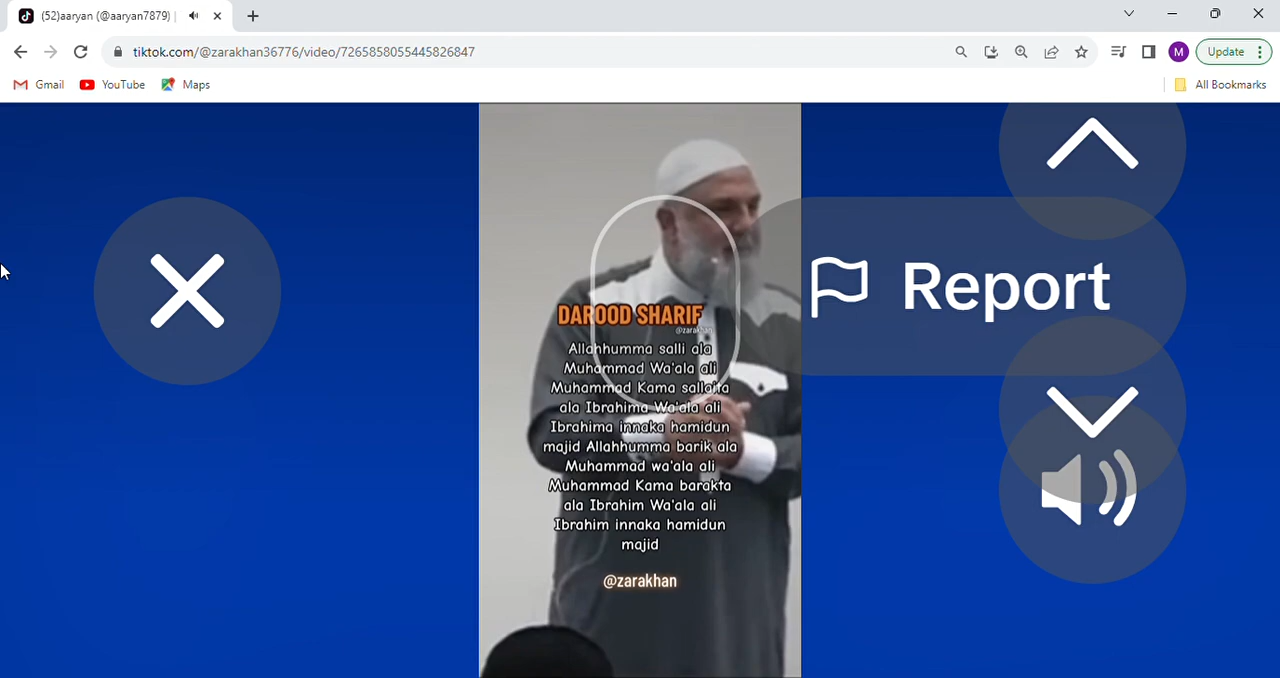 (52)aaryan (@aaryan7879) |
tiktok.com/@zarakhan36776/video/7265858055445826847
M
Update
Gmail
YouTube
Maps
All Bookmarks
Report
DAROOD SHARIF
@zarakhan
Allahhumma salli ala
Muhammad Wa'ala ali
Muhammad Kama sallaita
ala Ibrahima Wa'ala ali
Ibrahima innaka hamidun
majid Allahhumma barik ala
Muhammad wa'ala ali
Muhammad Kama barakta
ala Ibrahim Wa'ala ali
Ibrahim innaka hamidun
majid
@zarakhan